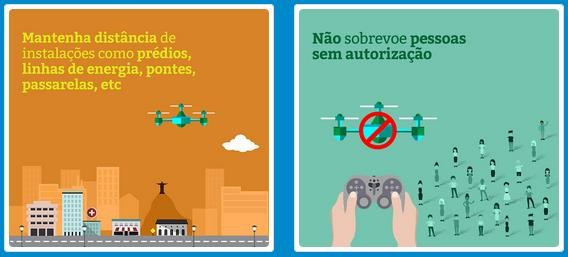 Mantenha distância de
instalações como prédios,
linhas de energia, pontes,
passarelas, etc
Não sobrevoe pessoas
sem autorização